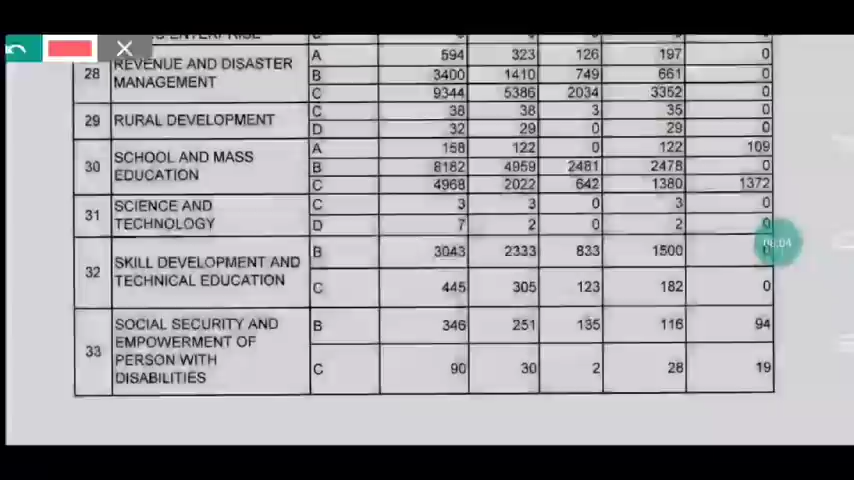 28 REVENUE AND DISASTER MANAGEMENT A 594 323 126 197 0
B 3400 1410 749 661 0
C 9344 5386 2034 3352 0
29 RURAL DEVELOPMENT C 38 38 3 35 0
D 32 29 0 29 0
30 SCHOOL AND MASS EDUCATION A 158 122 0 122 109
B 8182 4959 2481 2478 0
C 4968 2022 642 1380 1372
31 SCIENCE AND TECHNOLOGY C 3 3 0 3 0
D 7 2 0 2 0
32 SKILL DEVELOPMENT AND TECHNICAL EDUCATION B 3043 2333 833 1500
C 445 305 123 182 0
33 SOCIAL SECURITY AND EMPOWERMENT OF PERSON WITH DISABILITIES B 346 251 135 116 94
C 90 30 2 28 19
06:04